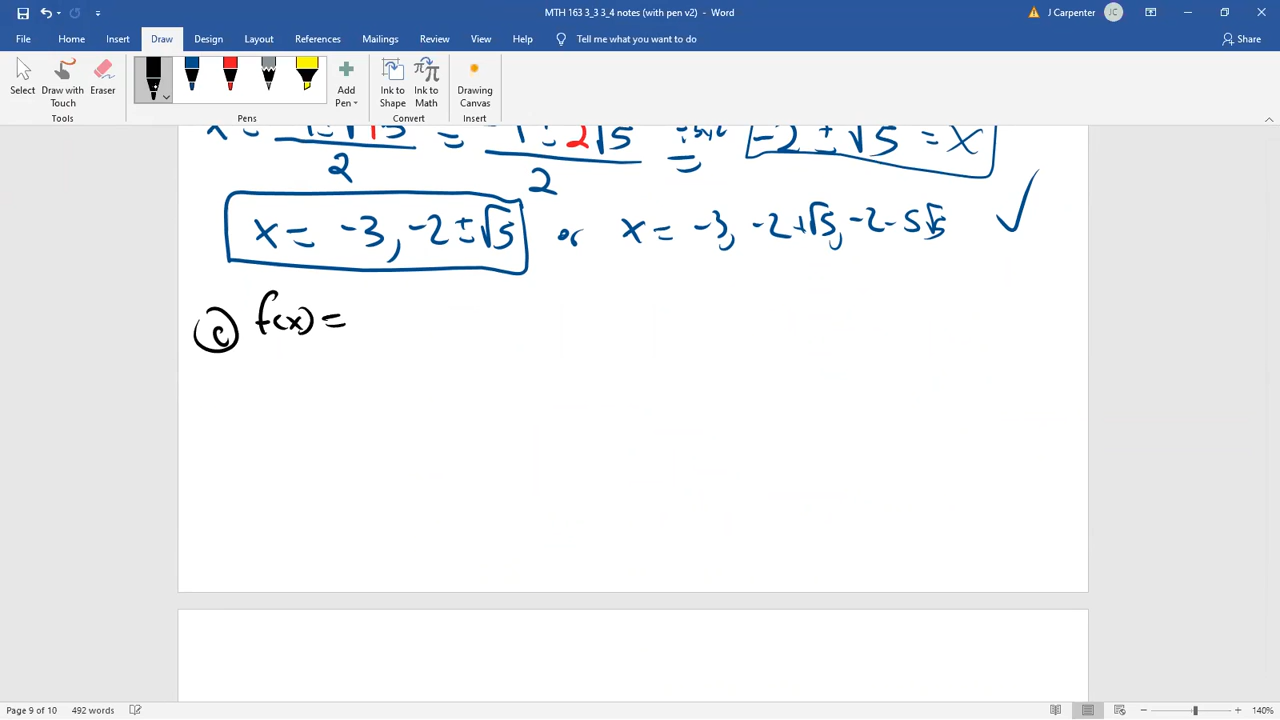 MTH 163 3_3 3_4 notes (with pen v2) - Word
J Carpenter JC
File Home Insert Draw Design Layout References Mailings Review View Help Tell me what you want to do Share
Select Draw with Touch Eraser Add Pen Ink to Shape Ink to Math Drawing Canvas
Tools Pens Convert Insert
2 = 2√5 / 2 = -2 ± √5 = x
x = -3, -2 ± √5 or x = -3, -2+√5, -2-5√5 ✓
c f(x) =
Page 9 of 10 492 words 140%